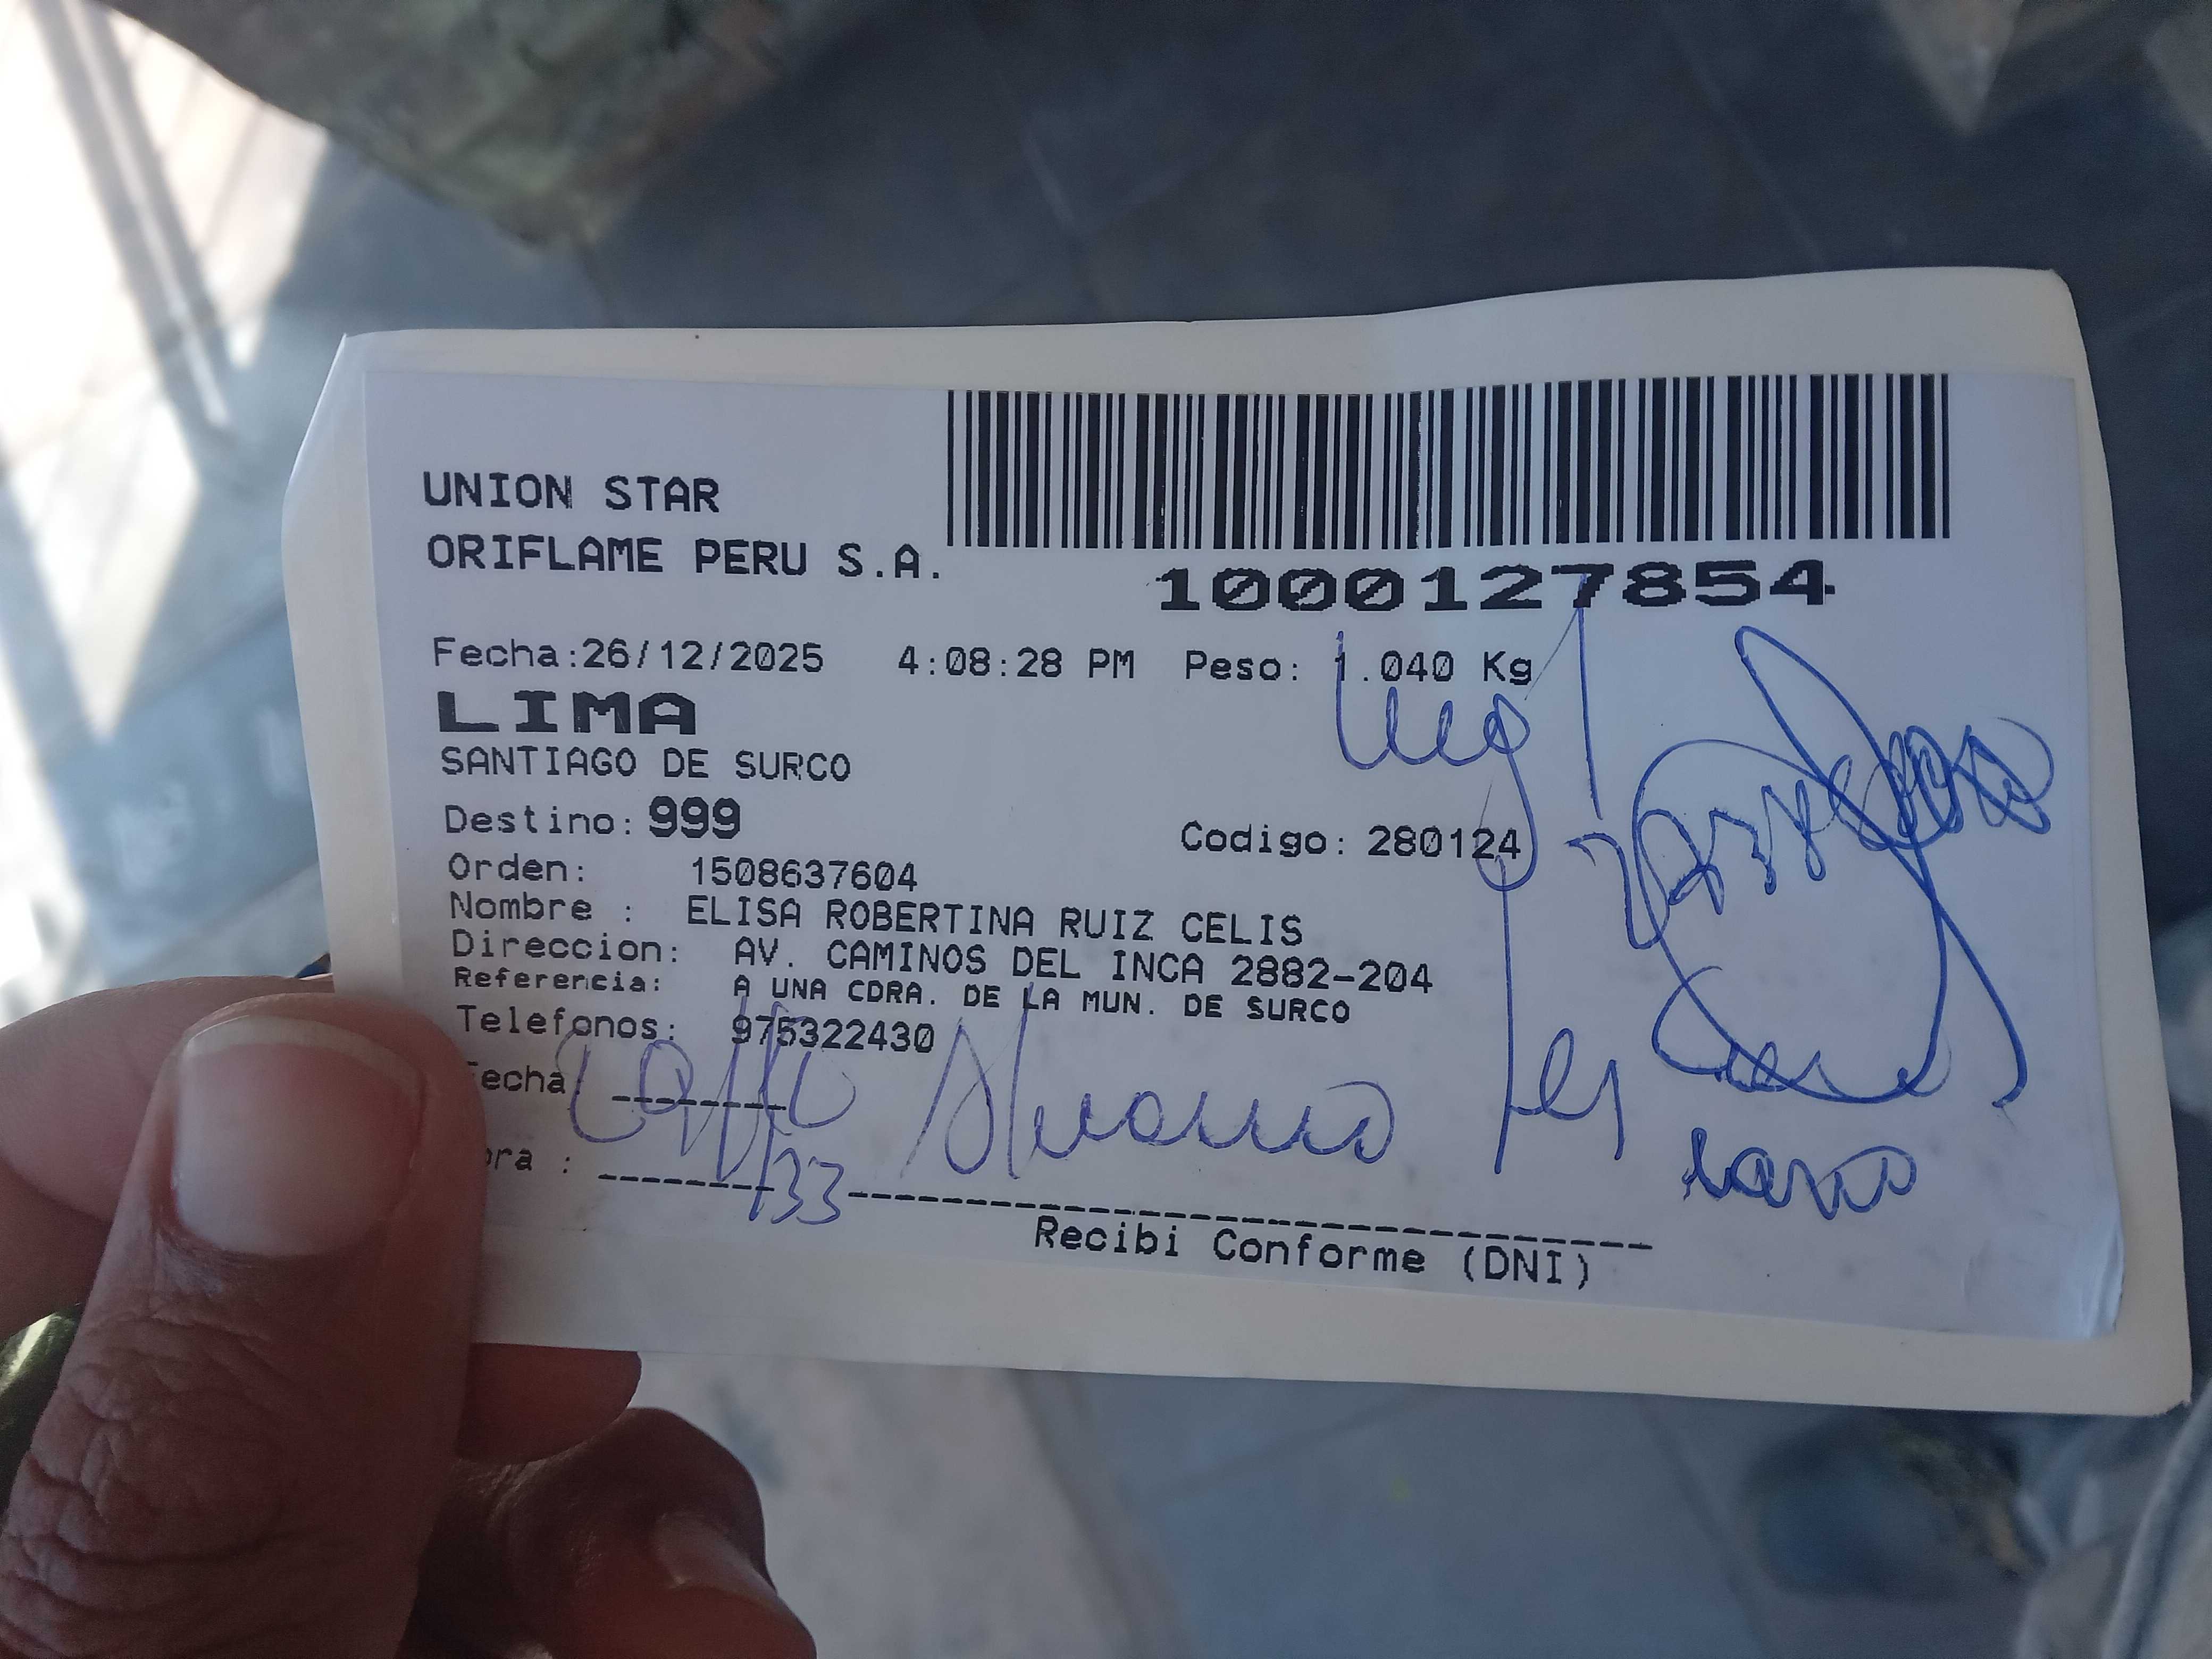 UNION STAR
ORIFLAME PERU S.A.
1000127854
Fecha:26/12/2025 4:08:28 PM Peso: 1.040 Kg
LIMA
SANTIAGO DE SURCO
Destino: 999
Codigo: 280124
Orden: 1508637604
Nombre : ELISA ROBERTINA RUIZ CELIS
Direccion: AV. CAMINOS DEL INCA 2882-204
Referencia: A UNA CDRA. DE LA MUN. DE SURCO
Telefonos: 975322430
Fecha
ora :
33
Recibi Conforme (DNI)